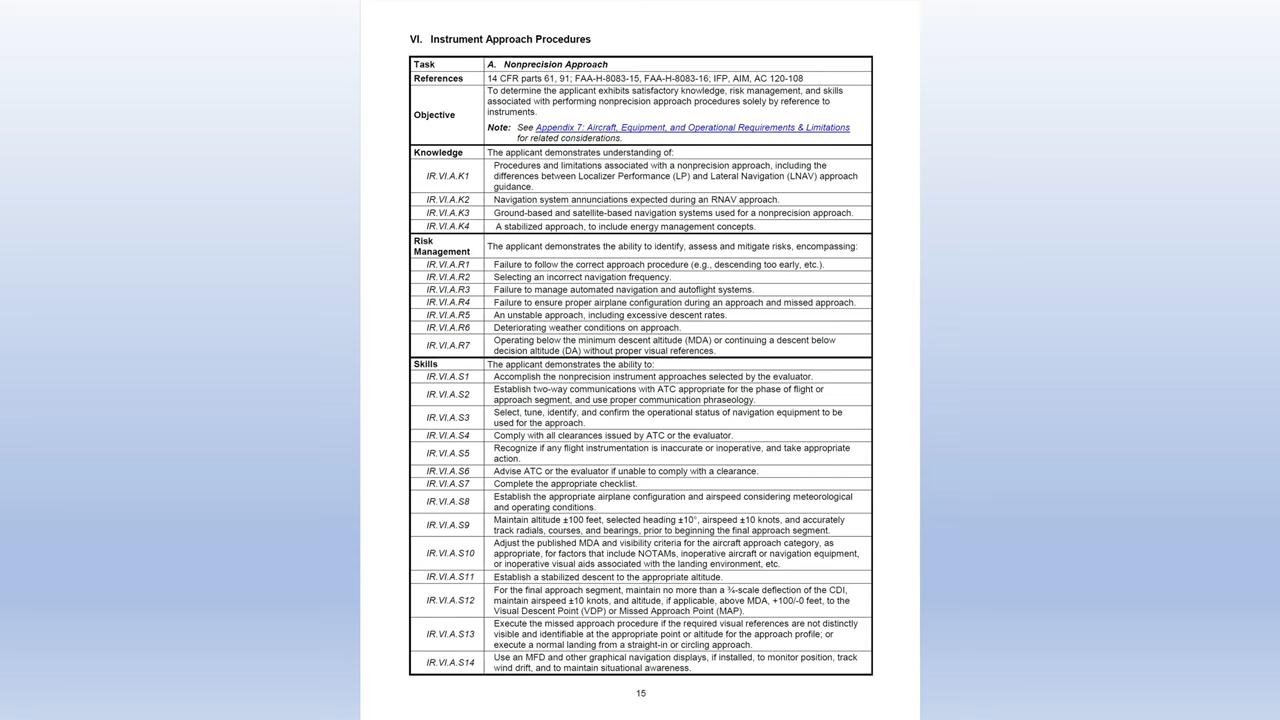 VI. Instrument Approach Procedures
Task A. Nonprecision Approach
References 14 CFR parts 61, 91; FAA-H-8083-15, FAA-H-8083-16; IFP, AIM, AC 120-108
Objective To determine the applicant exhibits satisfactory knowledge, risk management, and skills
associated with performing nonprecision approach procedures solely by reference to
instruments.
Note: See Appendix 7: Aircraft, Equipment, and Operational Requirements & Limitations
for related considerations.
Knowledge The applicant demonstrates understanding of:
IR.VI.A.K1 Procedures and limitations associated with a nonprecision approach, including the
differences between Localizer Performance (LP) and Lateral Navigation (LNAV) approach
guidance.
IR.VI.A.K2 Navigation system annunciations expected during an RNAV approach.
IR.VI.A.K3 Ground-based and satellite-based navigation systems used for a nonprecision approach.
IR.VI.A.K4 A stabilized approach, to include energy management concepts.
Risk
Management The applicant demonstrates the ability to identify, assess and mitigate risks, encompassing:
IR.VI.A.R1 Failure to follow the correct approach procedure (e.g., descending too early, etc.).
IR.VI.A.R2 Selecting an incorrect navigation frequency.
IR.VI.A.R3 Failure to manage automated navigation and autoflight systems.
IR.VI.A.R4 Failure to ensure proper airplane configuration during an approach and missed approach.
IR.VI.A.R5 An unstable approach, including excessive descent rates.
IR.VI.A.R6 Deteriorating weather conditions on approach.
IR.VI.A.R7 Operating below the minimum descent altitude (MDA) or continuing a descent below
decision altitude (DA) without proper visual references.
Skills The applicant demonstrates the ability to:
IR.VI.A.S1 Accomplish the nonprecision instrument approaches selected by the evaluator.
IR.VI.A.S2 Establish two-way communications with ATC appropriate for the phase of flight or
approach segment, and use proper communication phraseology.
IR.VI.A.S3 Select, tune, identify, and confirm the operational status of navigation equipment to be
used for the approach.
IR.VI.A.S4 Comply with all clearances issued by ATC or the evaluator.
IR.VI.A.S5 Recognize if any flight instrumentation is inaccurate or inoperative, and take appropriate
action.
IR.VI.A.S6 Advise ATC or the evaluator if unable to comply with a clearance.
IR.VI.A.S7 Complete the appropriate checklist.
IR.VI.A.S8 Establish the appropriate airplane configuration and airspeed considering meteorological
and operating conditions.
IR.VI.A.S9 Maintain altitude ±100 feet, selected heading ±10°, airspeed ±10 knots, and accurately
track radials, courses, and bearings, prior to beginning the final approach segment.
IR.VI.A.S10 Adjust the published MDA and visibility criteria for the aircraft approach category, as
appropriate, for factors that include NOTAMs, inoperative aircraft or navigation equipment,
or inoperative visual aids associated with the landing environment, etc.
IR.VI.A.S11 Establish a stabilized descent to the appropriate altitude.
IR.VI.A.S12 For the final approach segment, maintain no more than a ¾-scale deflection of the CDI,
maintain airspeed ±10 knots, and altitude, if applicable, above MDA, +100/-0 feet, to the
Visual Descent Point (VDP) or Missed Approach Point (MAP).
IR.VI.A.S13 Execute the missed approach procedure if the required visual references are not distinctly
visible and identifiable at the appropriate point or altitude for the approach profile; or
execute a normal landing from a straight-in or circling approach.
IR.VI.A.S14 Use an MFD and other graphical navigation displays, if installed, to monitor position, track
wind drift, and to maintain situational awareness.
15